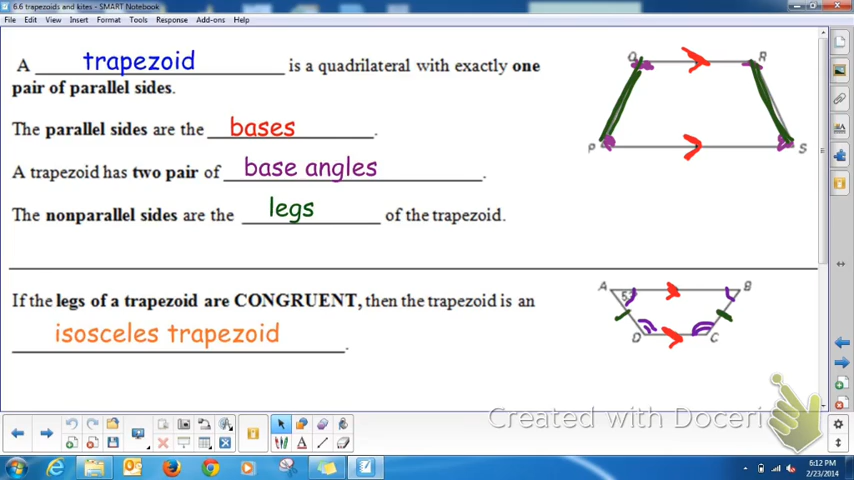 6.6 trapezoids and kites - SMART Notebook
File Edit View Insert Format Tools Response Add-ons Help
A trapezoid is a quadrilateral with exactly one
pair of parallel sides.
The parallel sides are the bases.
A trapezoid has two pair of base angles.
The nonparallel sides are the legs of the trapezoid.
Q R
P S
If the legs of a trapezoid are CONGRUENT, then the trapezoid is an
isosceles trapezoid.
A B
D C
Created with Doceri
6:12 PM
2/23/2014